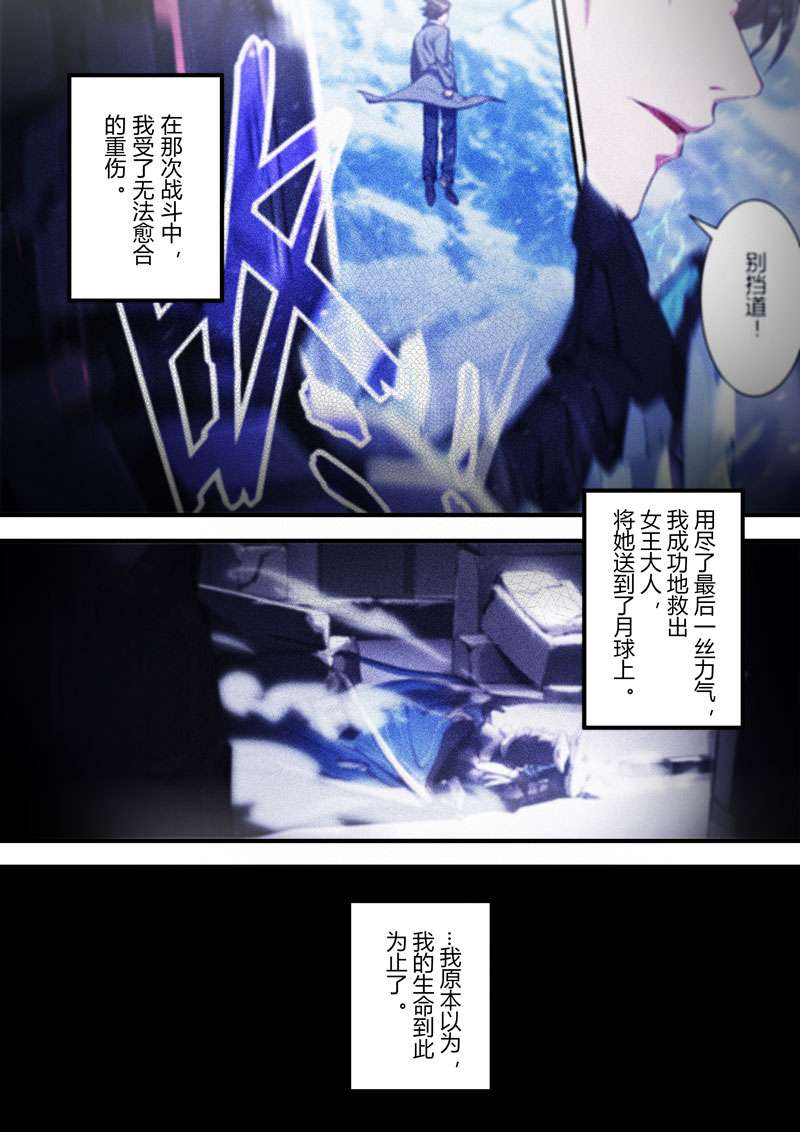 别挡道!
在那次战斗中,
我受了无法愈合
的重伤。
用尽了最后一丝力气,
我成功地救出
女王大人,
将她送到了月球上。
…我原本以为,
我的生命到此
为止了。